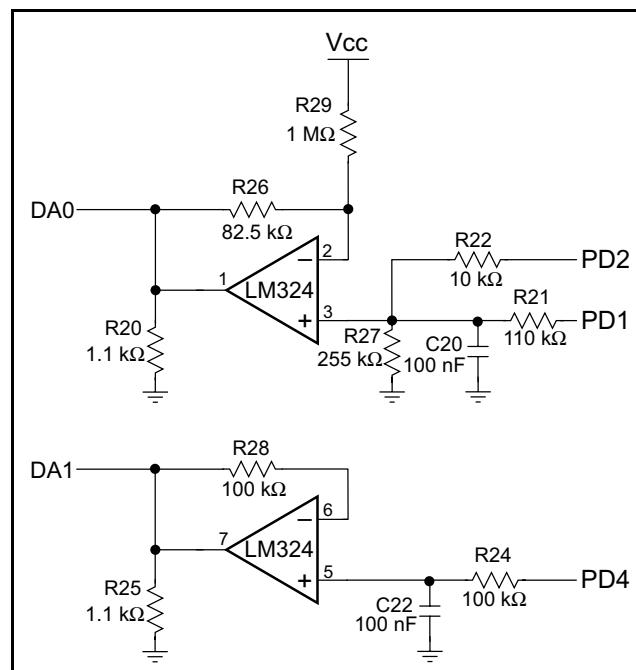 Vcc
R29
1 MΩ
R26
DA0
82.5 kΩ
2
R22
PD2
1
LM324
10 kΩ
R21
3
PD1
R20
R27
C20
110 kΩ
1.1 kΩ
255 kΩ
100 nF
R28
DA1
100 kΩ
6
7
LM324
R24
5
PD4
R25
C22
100 kΩ
1.1 kΩ
100 nF